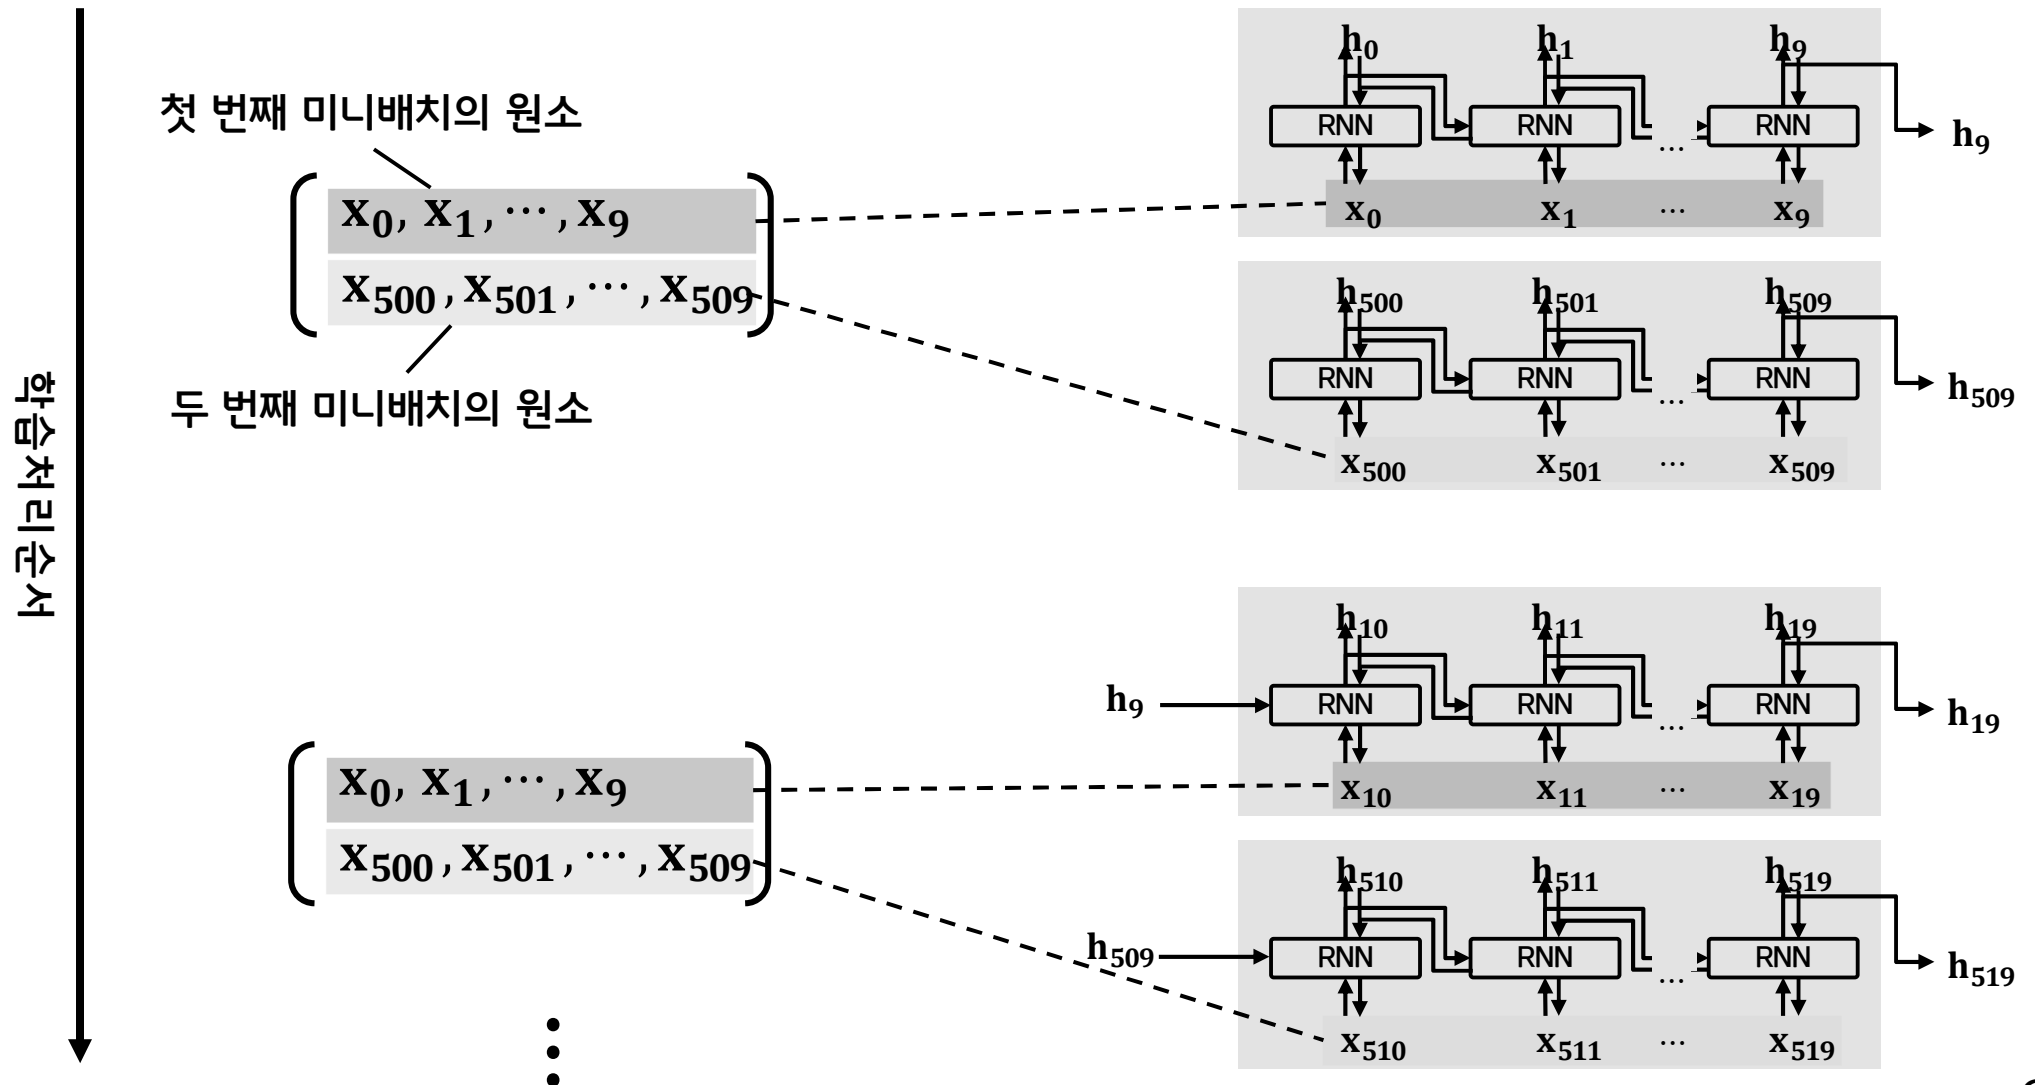 학습처리순서
첫 번째 미니배치의 원소
x0, x1, ⋯, x9
x500, x501, ⋯, x509
두 번째 미니배치의 원소
h0 h1 h9
RNN RNN ... RNN
h9
x0 x1 ... x9
h500 h501 h509
RNN RNN ... RNN
h509
x500 x501 ... x509
h10 h11 h19
h9 RNN RNN ... RNN
h19
x10 x11 ... x19
x0, x1, ⋯, x9
x500, x501, ⋯, x509
h510 h511 h519
h509 RNN RNN ... RNN
h519
x510 x511 ... x519